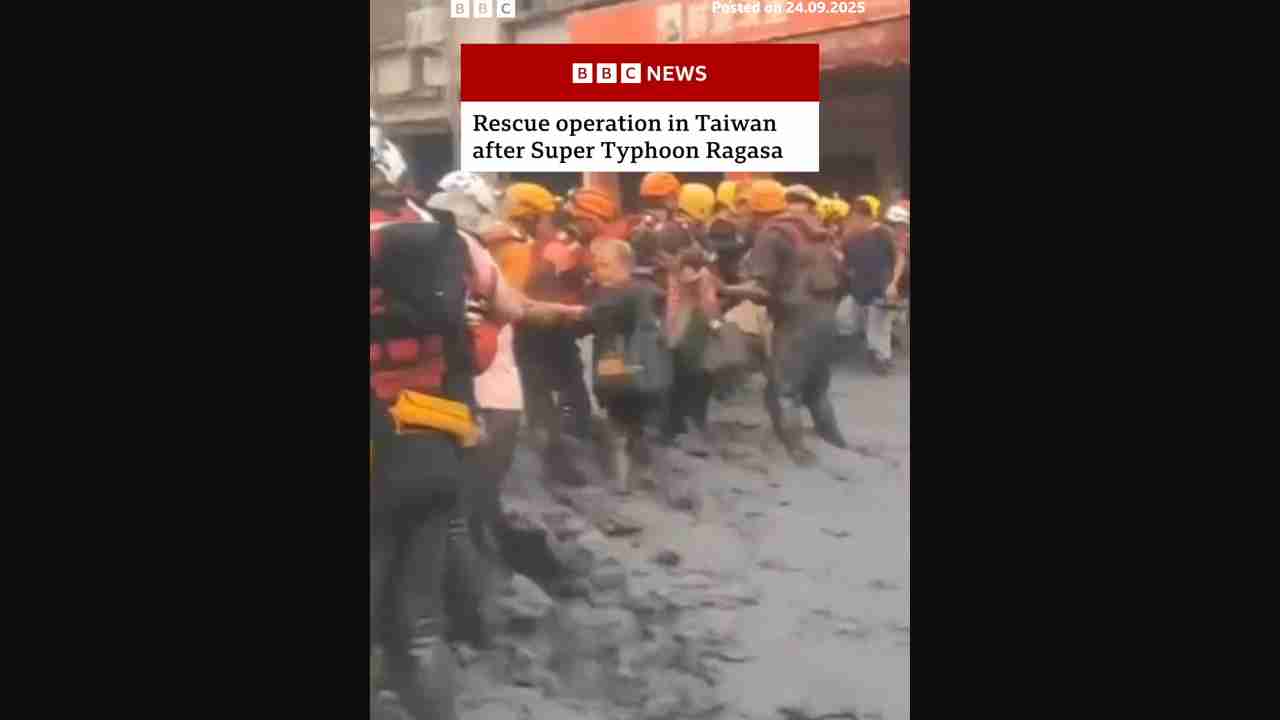 BBC
Posted on 24.09.2025
BBC NEWS
Rescue operation in Taiwan
after Super Typhoon Ragasa